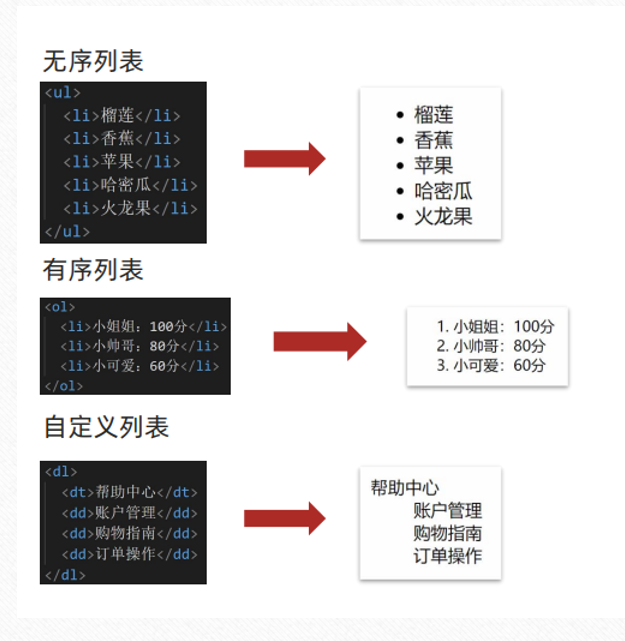 无序列表
<ul>
<li>榴莲</li>
<li>香蕉</li>
<li>苹果</li>
<li>哈密瓜</li>
<li>火龙果</li>
</ul>
• 榴莲
• 香蕉
• 苹果
• 哈密瓜
• 火龙果
有序列表
<ol>
<li>小姐姐：100分</li>
<li>小帅哥：80分</li>
<li>小可爱：60分</li>
</ol>
1. 小姐姐：100分
2. 小帅哥：80分
3. 小可爱：60分
自定义列表
<dl>
<dt>帮助中心</dt>
<dd>账户管理</dd>
<dd>购物指南</dd>
<dd>订单操作</dd>
</dl>
帮助中心
账户管理
购物指南
订单操作